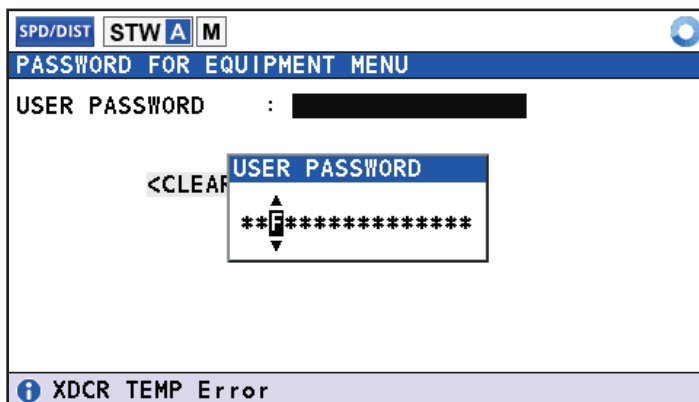 SPD/DIST STW A M
PASSWORD FOR EQUIPMENT MENU
USER PASSWORD :
<CLEAR
USER PASSWORD
**F*************
XDCR TEMP Error